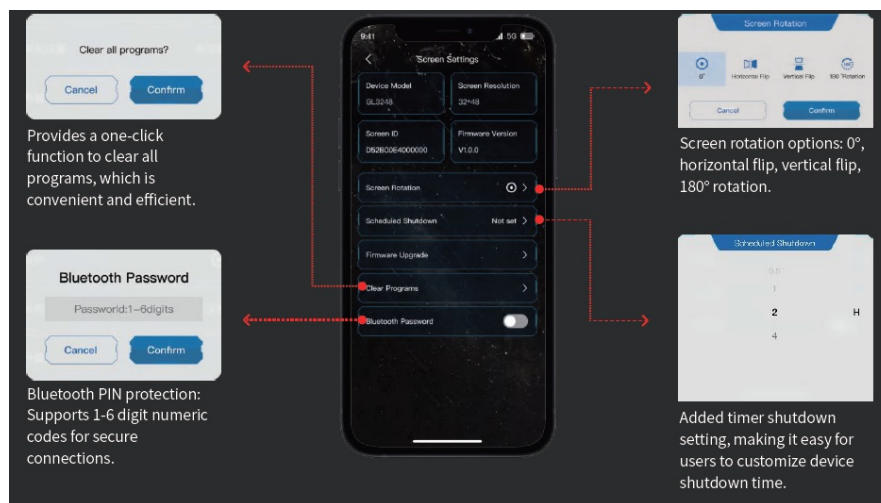 Clear all programs?
Cancel
Confirm
Provides a one-click
function to clear all
programs, which is
convenient and efficient.
Bluetooth Password
Password:1-6digits
Cancel
Confirm
Bluetooth PIN protection:
Supports 1-6 digit numeric
codes for secure
connections.
9:41
5G
Screen Settings
Device Model
GL3248
Screen Resolution
32*48
Screen ID
D52B00E4000000
Firmware Version
V1.0.0
Screen Rotation
Scheduled Shutdown
Not set
Firmware Upgrade
Clear Programs
Bluetooth Password
Screen Rotation
0°
Horizontal Flip
Vertical Flip
180 °Rotation
Cancel
Confirm
Screen rotation options: 0°,
horizontal flip, vertical flip,
180° rotation.
Scheduled Shutdown
0.5
1
2
H
4
Added timer shutdown
setting, making it easy for
users to customize device
shutdown time.